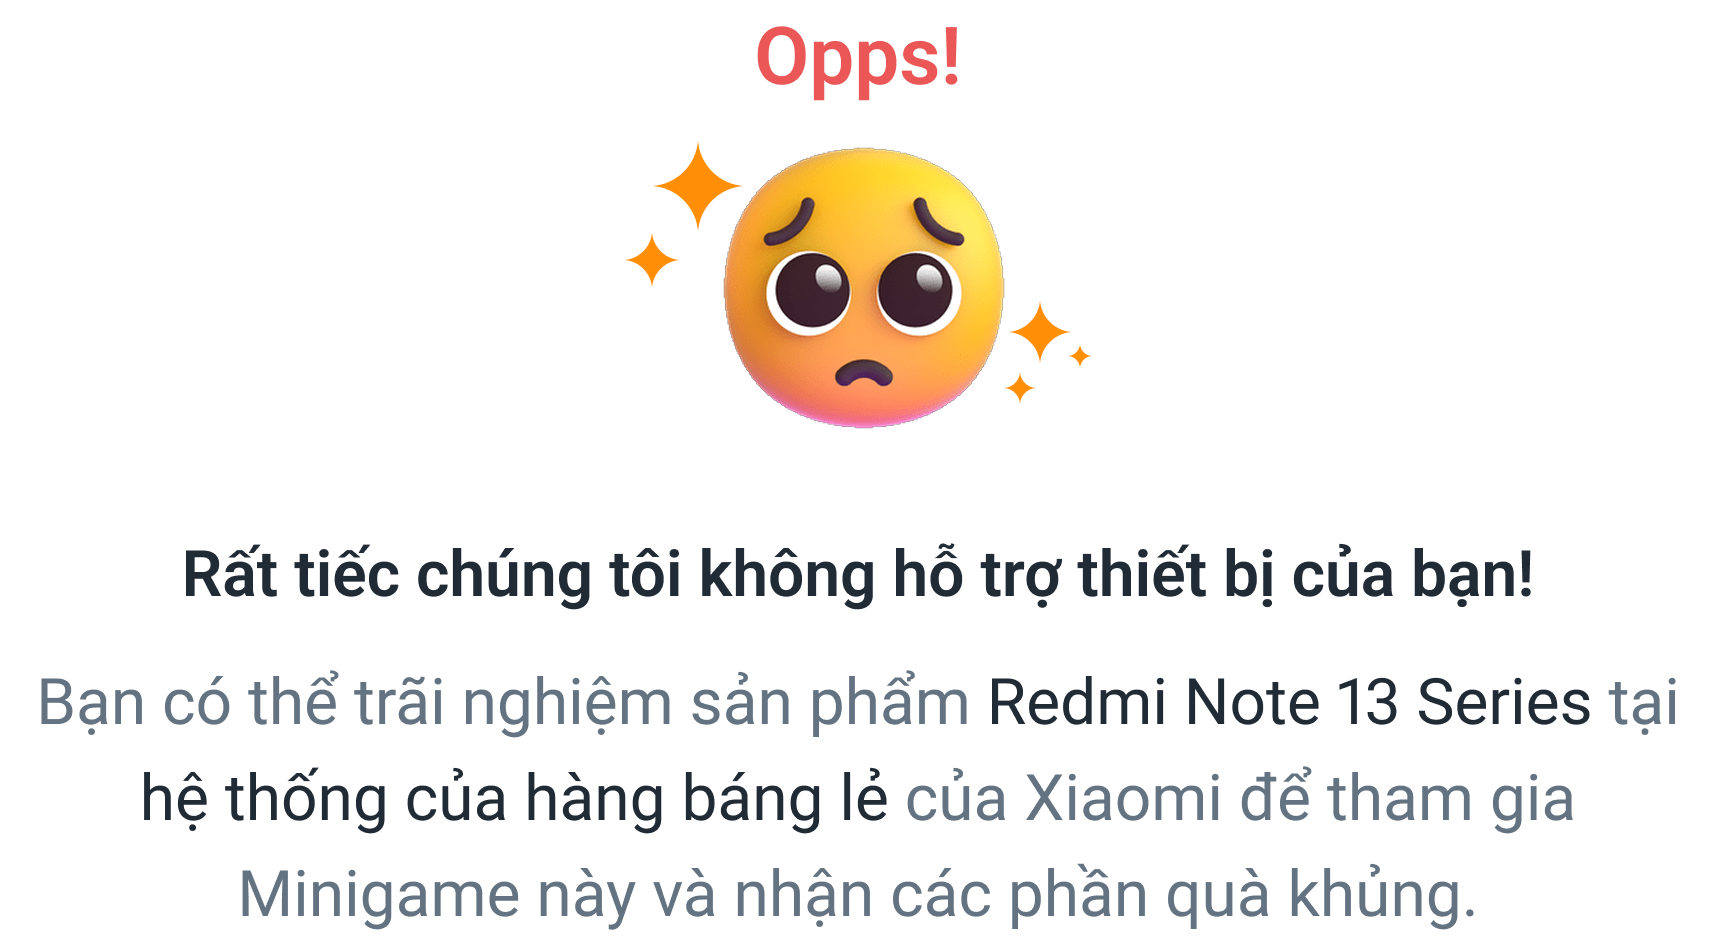 Opps!
Rất tiếc chúng tôi không hỗ trợ thiết bị của bạn!
Bạn có thể trãi nghiệm sản phẩm Redmi Note 13 Series tại
hệ thống của hàng báng lẻ của Xiaomi để tham gia
Minigame này và nhận các phần quà khủng.